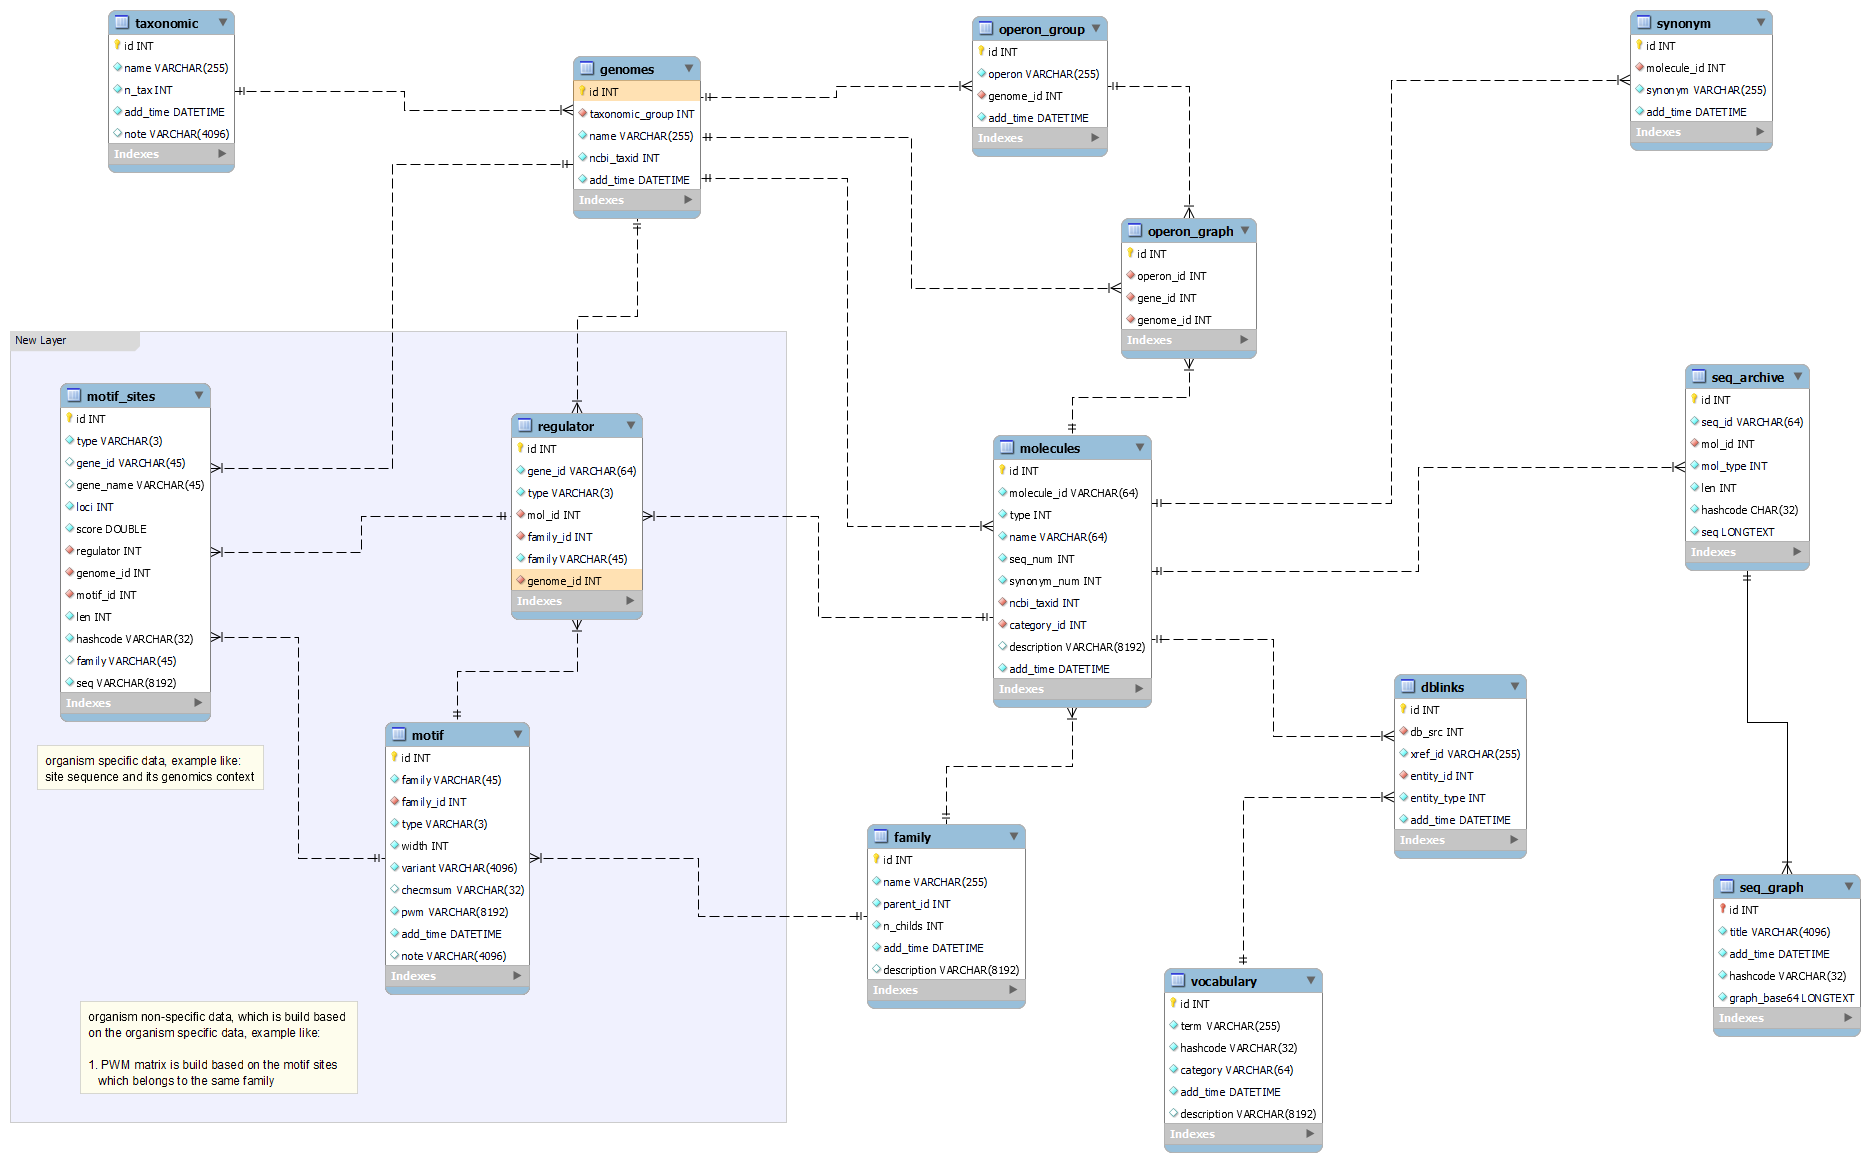 taxonomic
id INT
name VARCHAR(255)
n_tax INT
add_time DATETIME
note VARCHAR(4096)
Indexes
genomes
id INT
taxonomic_group INT
name VARCHAR(255)
ncbi_taxid INT
add_time DATETIME
Indexes
operon_group
id INT
operon VARCHAR(255)
genome_id INT
add_time DATETIME
Indexes
synonym
id INT
molecule_id INT
synonym VARCHAR(255)
add_time DATETIME
Indexes
operon_graph
id INT
operon_id INT
gene_id INT
genome_id INT
Indexes
New Layer
motif_sites
id INT
type VARCHAR(3)
gene_id VARCHAR(45)
gene_name VARCHAR(45)
loci INT
score DOUBLE
regulator INT
genome_id INT
motif_id INT
len INT
hashcode VARCHAR(32)
family VARCHAR(45)
seq VARCHAR(8192)
Indexes
regulator
id INT
gene_id VARCHAR(64)
type VARCHAR(3)
mol_id INT
family_id INT
family VARCHAR(45)
genome_id INT
Indexes
molecules
id INT
molecule_id VARCHAR(64)
type INT
name VARCHAR(64)
seq_num INT
synonym_num INT
ncbi_taxid INT
category_id INT
description VARCHAR(8192)
add_time DATETIME
Indexes
seq_archive
id INT
seq_id VARCHAR(64)
mol_id INT
mol_type INT
len INT
hashcode CHAR(32)
seq LONGTEXT
Indexes
organism specific data, example like:
site sequence and its genomics context
motif
id INT
family VARCHAR(45)
family_id INT
type VARCHAR(3)
width INT
variant VARCHAR(4096)
checmsum VARCHAR(32)
pwm VARCHAR(8192)
add_time DATETIME
note VARCHAR(4096)
Indexes
dblinks
id INT
db_src INT
xref_id VARCHAR(255)
entity_id INT
entity_type INT
add_time DATETIME
Indexes
family
id INT
name VARCHAR(255)
parent_id INT
n_childs INT
add_time DATETIME
description VARCHAR(8192)
Indexes
seq_graph
id INT
title VARCHAR(4096)
add_time DATETIME
hashcode VARCHAR(32)
graph_base64 LONGTEXT
Indexes
vocabulary
id INT
term VARCHAR(255)
hashcode VARCHAR(32)
category VARCHAR(64)
add_time DATETIME
description VARCHAR(8192)
Indexes
organism non-specific data, which is build based
on the organism specific data, example like:
1. PWM matrix is build based on the motif sites
which belongs to the same family